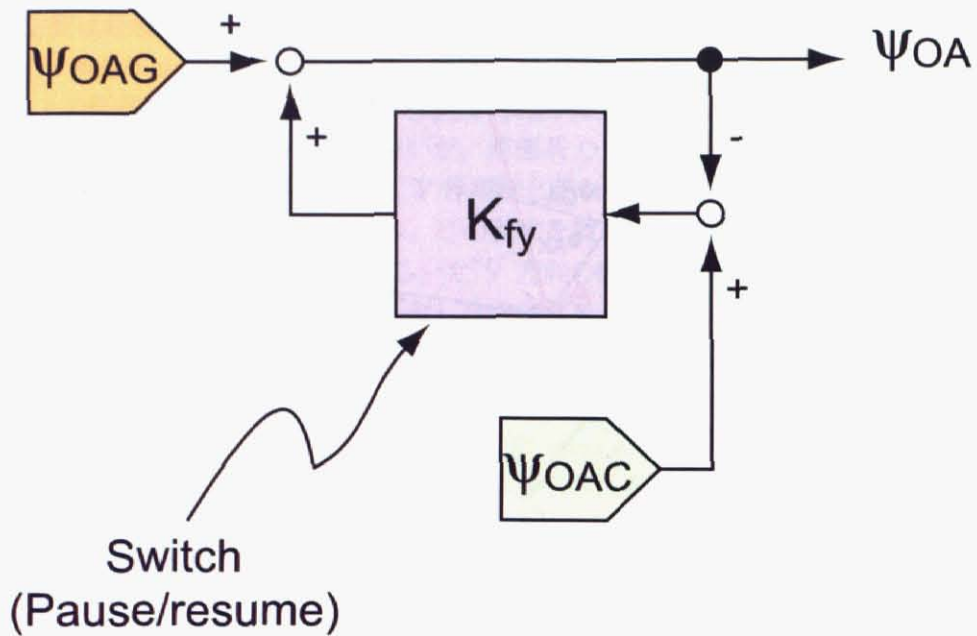 +
ΨOAG
ΨOA
+
-
Kfy
+
ΨOAC
Switch
(Pause/resume)